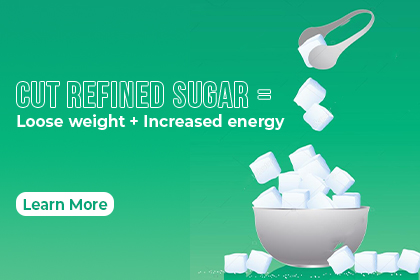 CUT REFINED SUGAR =
Loose weight + Increased energy
Learn More